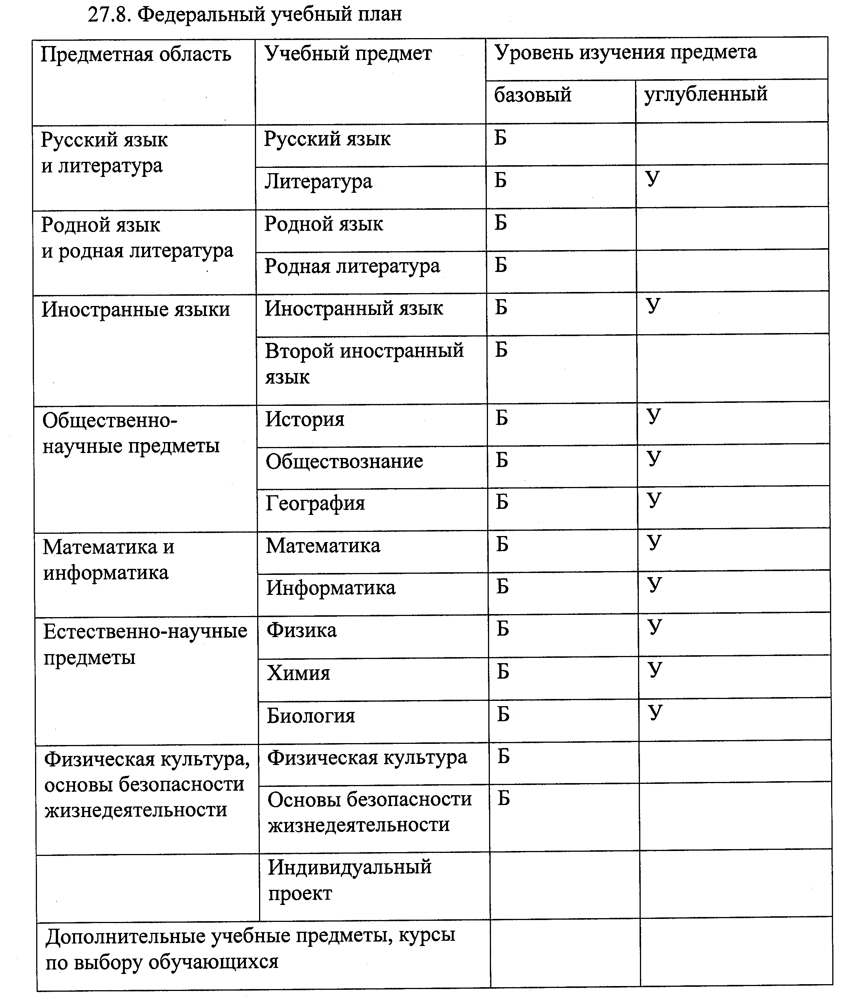 27.8. Федеральный учебный план
Предметная область
Учебный предмет
Уровень изучения предмета
базовый
углубленный
Русский язык
и литература
Русский язык
Б
Литература
Б
У
Родной язык
и родная литература
Родной язык
Б
Родная литература
Б
Иностранные языки
Иностранный язык
Б
У
Второй иностранный
язык
Б
Общественно-
научные предметы
История
Б
У
Обществознание
Б
У
География
Б
У
Математика и
информатика
Математика
Б
У
Информатика
Б
У
Естественно-научные
предметы
Физика
Б
У
Химия
Б
У
Биология
Б
У
Физическая культура,
основы безопасности
жизнедеятельности
Физическая культура
Б
Основы безопасности
жизнедеятельности
Б
Индивидуальный
проект
Дополнительные учебные предметы, курсы
по выбору обучающихся